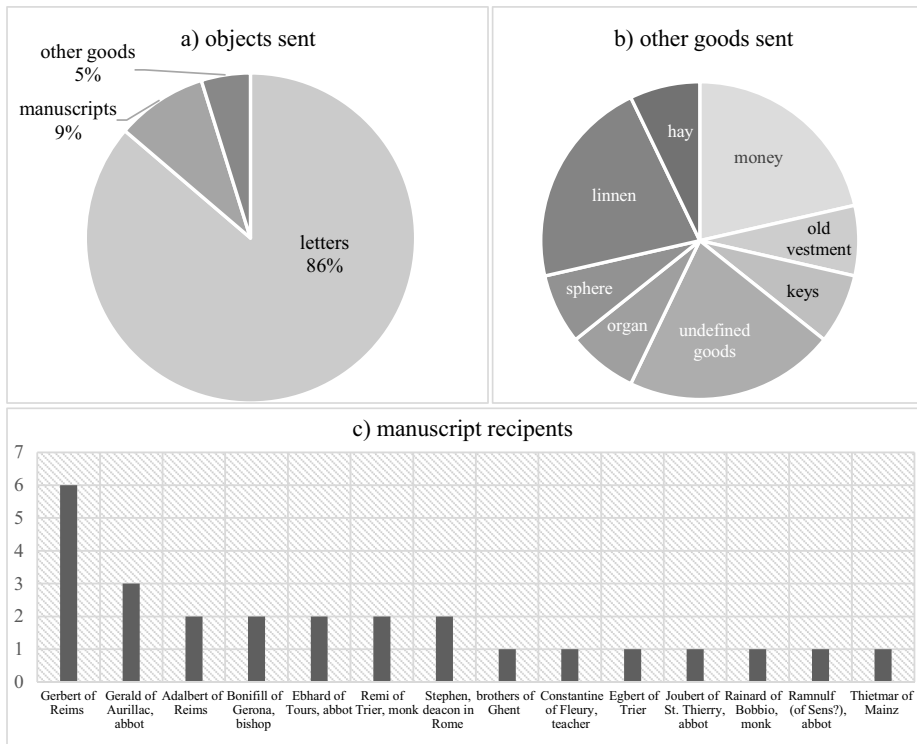 a) objects sent
other goods
5%
manuscripts
9%
letters
86%
b) other goods sent
hay
money
linnen
old
vestment
sphere
keys
organ
undefined
goods
c) manuscript recipents
7
6
5
4
3
2
1
0
Gerbert of
Reims
Gerald of
Aurillac,
abbot
Adalbert of
Reims
Bonifill of
Gerona,
bishop
Ebhard of
Tours, abbot
Remi of
Trier, monk
Stephen,
deacon in
Rome
brothers of
Ghent
Constantine
of Fleury,
teacher
Egbert of
Trier
Joubert of
St. Thierry,
abbot
Rainard of
Bobbio,
monk
Ramnulf
(of Sens?),
abbot
Thietmar of
Mainz